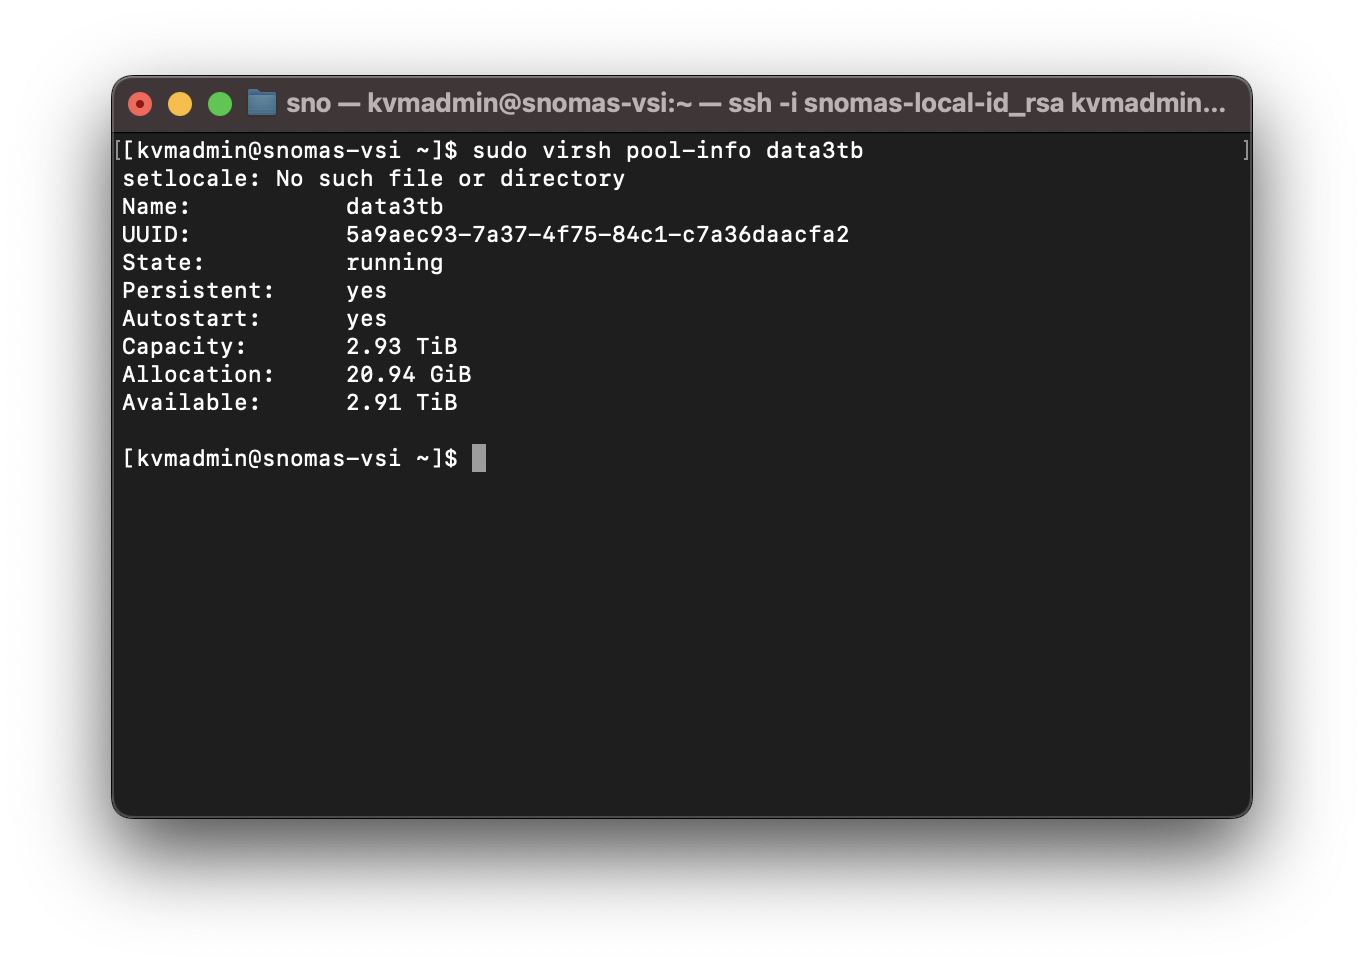 sno — kvmadmin@snomas-vsi:~ — ssh -i snomas-local-id_rsa kvmadmin...
[[kvmadmin@snomas-vsi ~]$ sudo virsh pool-info data3tb ]
setlocale: No such file or directory
Name: data3tb
UUID: 5a9aec93-7a37-4f75-84c1-c7a36daacfa2
State: running
Persistent: yes
Autostart: yes
Capacity: 2.93 TiB
Allocation: 20.94 GiB
Available: 2.91 TiB
[kvmadmin@snomas-vsi ~]$